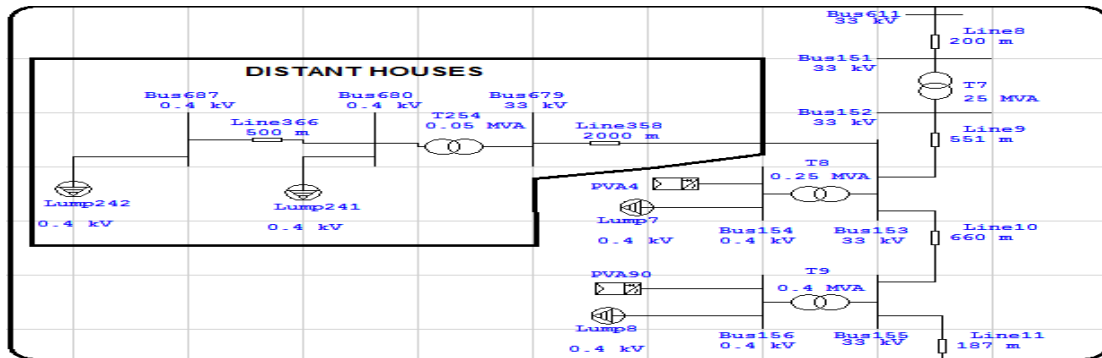 Bus611
33 kV
Line8
200 m
Bus151
33 kV
T7
25 MVA
Bus152
33 kV
Line9
551 m
DISTANT HOUSES
Bus687
0.4 kV
Bus680
0.4 kV
Bus679
33 kV
Line366
500 m
T254
0.05 MVA
Line358
2000 m
Lump242
0.4 kV
Lump241
0.4 kV
T8
0.25 MVA
PVA4
Lump7
0.4 kV
Bus154
0.4 kV
Bus153
33 kV
Line10
660 m
T9
0.4 MVA
PVA90
Lump8
0.4 kV
Bus156
0.4 kV
Bus155
33 kV
Line11
187 m